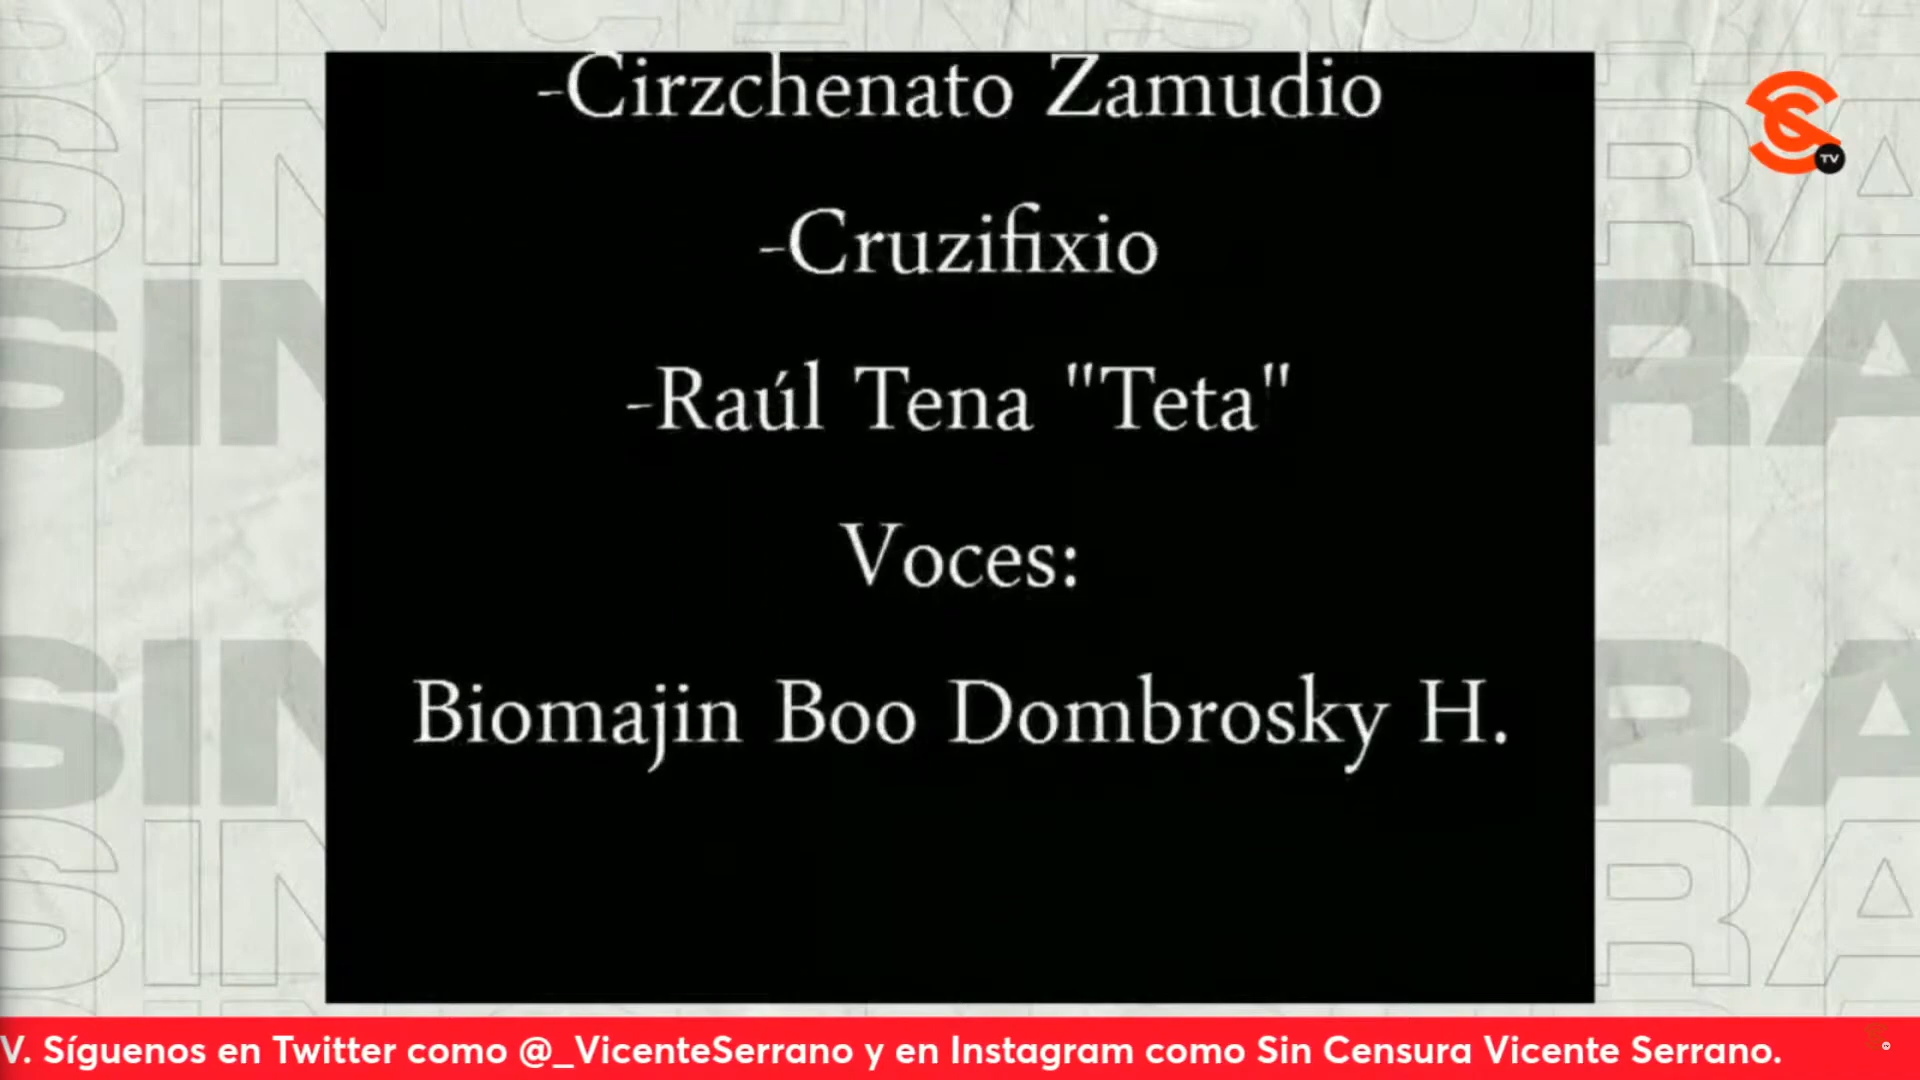 -Cirzchenato Zamudio
TV
-Cruzifixio
-Raúl Tena "Teta"
Voces:
Biomajin Boo Dombrosky H.
V. Síguenos en Twitter como @_VicenteSerrano y en Instagram como Sin Censura Vicente Serrano.